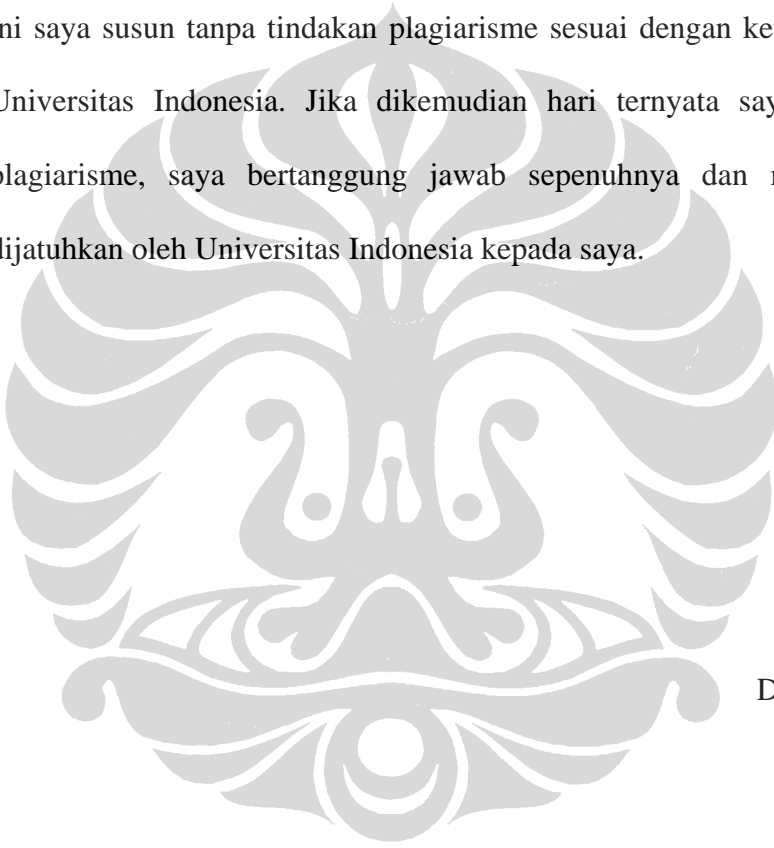 ni saya susun tanpa tindakan plagiarisme sesuai dengan ke
Universitas Indonesia. Jika dikemudian hari ternyata say
plagiarisme, saya bertanggung jawab sepenuhnya dan
dijatuhkan oleh Universitas Indonesia kepada saya.
D